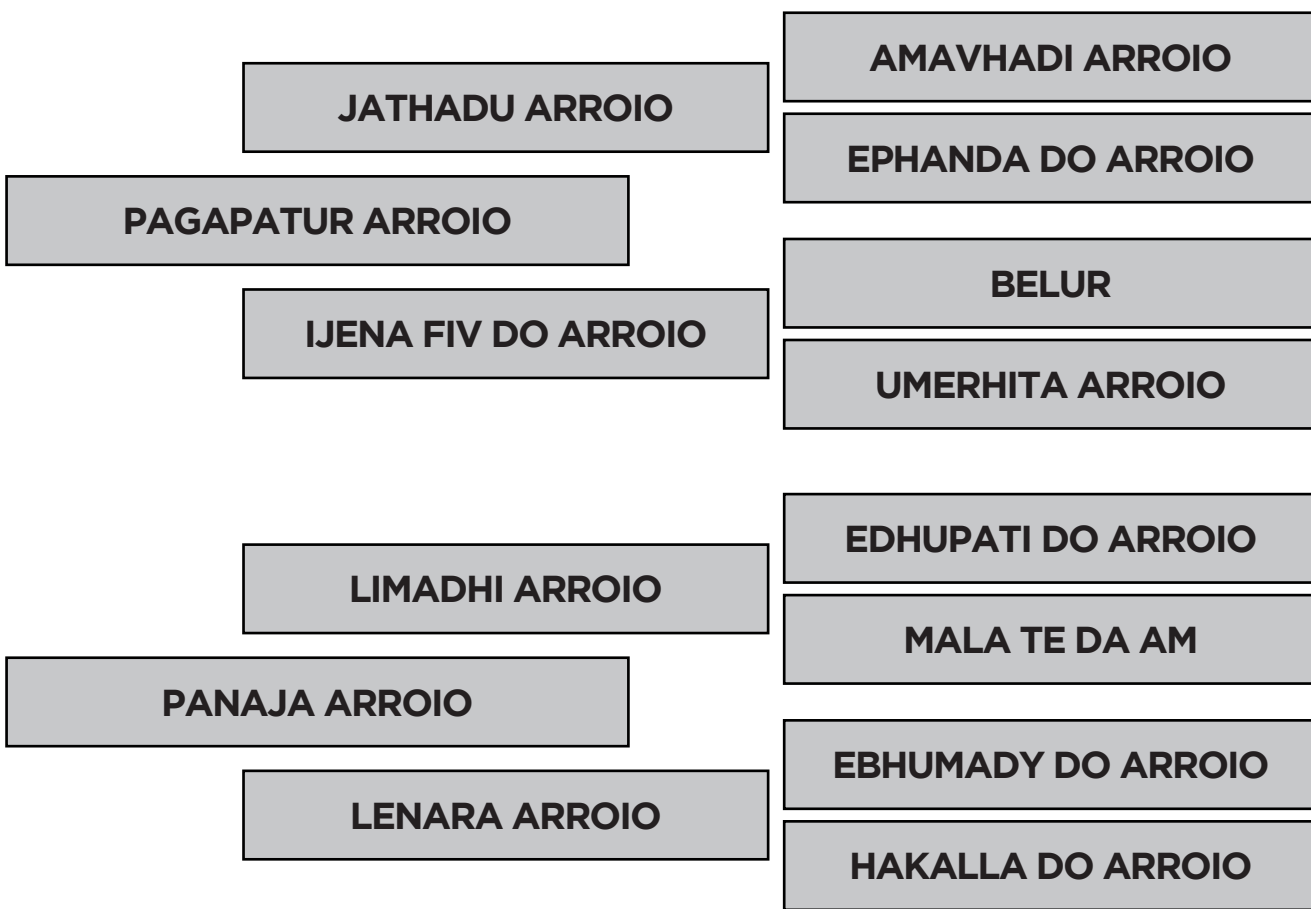 AMAVHADI ARROIO
JATHADU ARROIO
EPHANDA DO ARROIO
PAGAPATUR ARROIO
BELUR
IJENA FIV DO ARROIO
UMERHITA ARROIO
EDHUPATI DO ARROIO
LIMADHI ARROIO
MALA TE DA AM
PANAJA ARROIO
EBHUMADY DO ARROIO
LENARA ARROIO
HAKALLA DO ARROIO